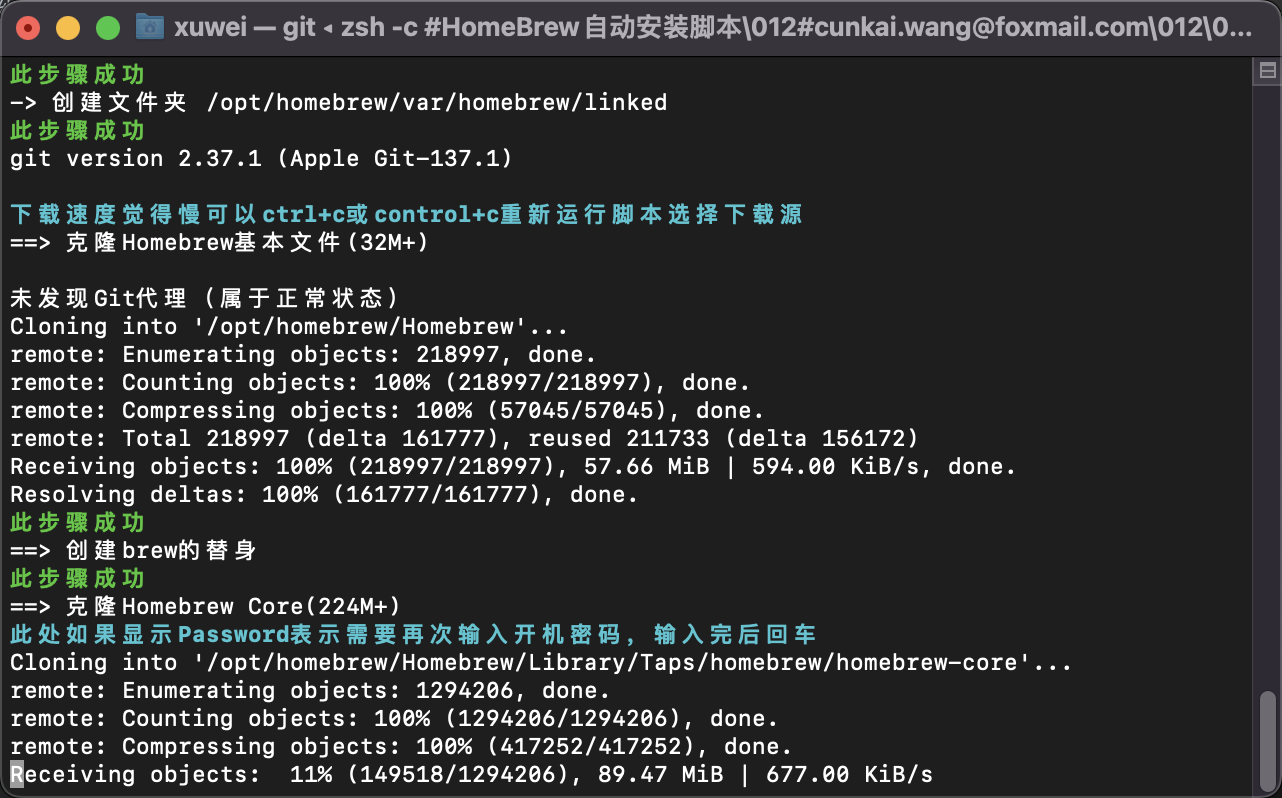 xuwei — git ◂ zsh -c #HomeBrew 自动安装脚本\012#cunkai.wang@foxmail.com\012\0...
此步骤成功
-> 创建文件夹 /opt/homebrew/var/homebrew/linked
此步骤成功
git version 2.37.1 (Apple Git-137.1)
下载速度觉得慢可以ctrl+c或control+c重新运行脚本选择下载源
==> 克隆Homebrew基本文件(32M+)
未发现Git代理（属于正常状态）
Cloning into '/opt/homebrew/Homebrew'...
remote: Enumerating objects: 218997, done.
remote: Counting objects: 100% (218997/218997), done.
remote: Compressing objects: 100% (57045/57045), done.
remote: Total 218997 (delta 161777), reused 211733 (delta 156172)
Receiving objects: 100% (218997/218997), 57.66 MiB | 594.00 KiB/s, done.
Resolving deltas: 100% (161777/161777), done.
此步骤成功
==> 创建brew的替身
此步骤成功
==> 克隆Homebrew Core(224M+)
此处如果显示Password表示需要再次输入开机密码，输入完后回车
Cloning into '/opt/homebrew/Homebrew/Library/Taps/homebrew/homebrew-core'...
remote: Enumerating objects: 1294206, done.
remote: Counting objects: 100% (1294206/1294206), done.
remote: Compressing objects: 100% (417252/417252), done.
Receiving objects:  11% (149518/1294206), 89.47 MiB | 677.00 KiB/s